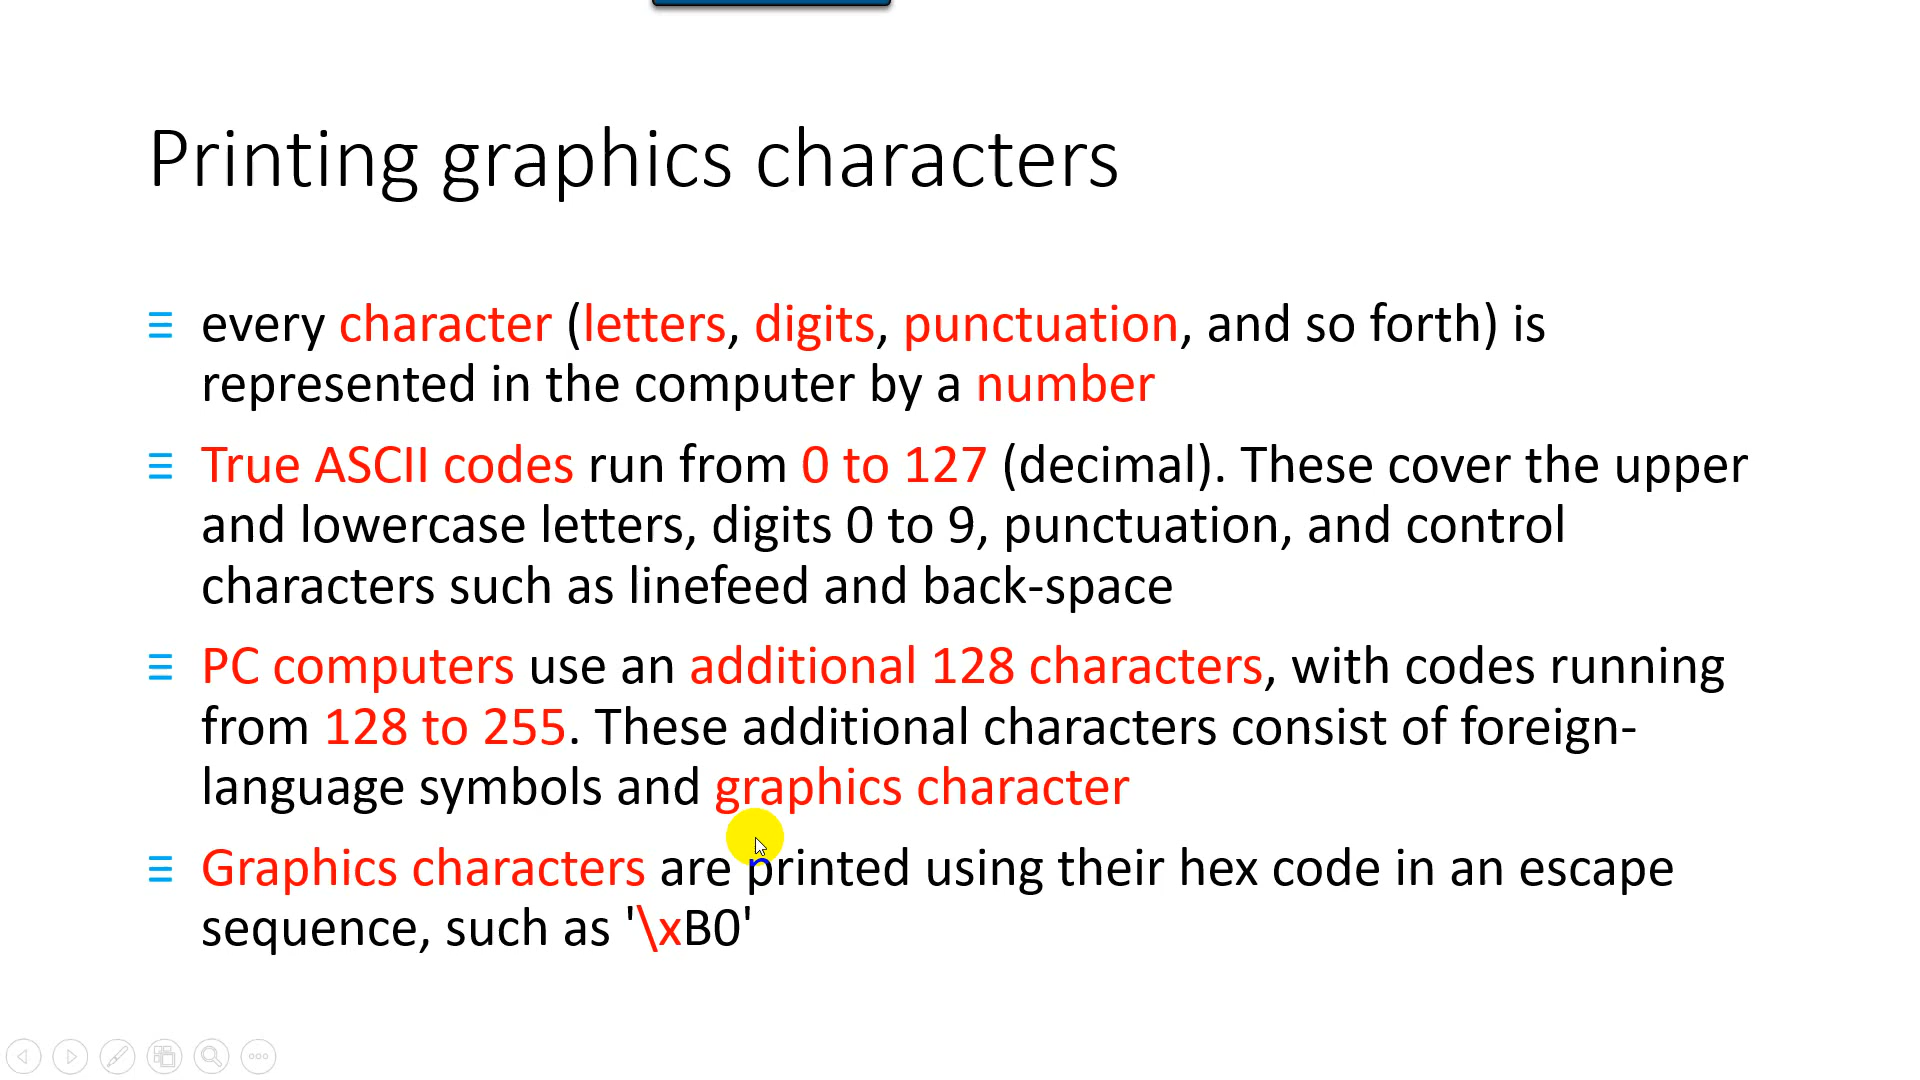 Printing graphics characters
every character (letters, digits, punctuation, and so forth) is
represented in the computer by a number
True ASCII codes run from 0 to 127 (decimal). These cover the upper
and lowercase letters, digits 0 to 9, punctuation, and control
characters such as linefeed and back-space
PC computers use an additional 128 characters, with codes running
from 128 to 255. These additional characters consist of foreign-
language symbols and graphics character
Graphics characters are printed using their hex code in an escape
sequence, such as '\xB0'